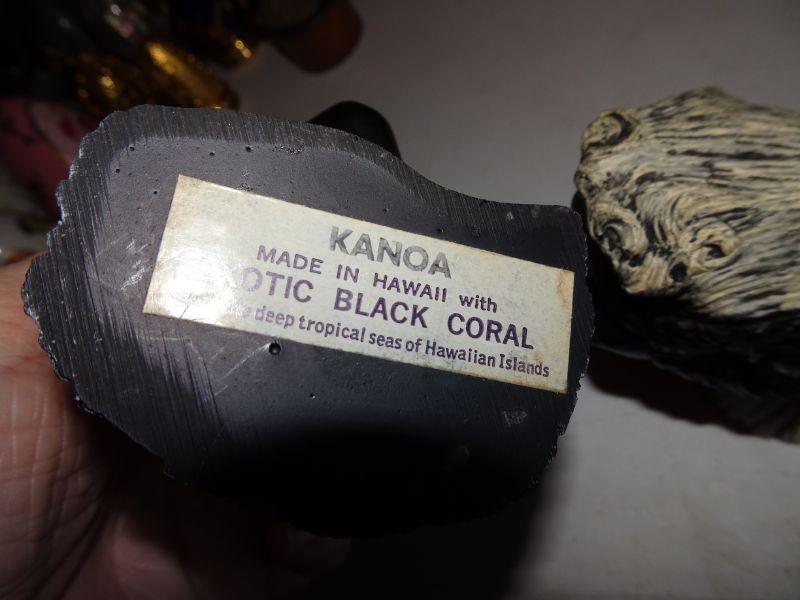 KANOA
MADE IN HAWAII with
OTIC BLACK CORAL
deep tropical seas of Hawaiian Islands